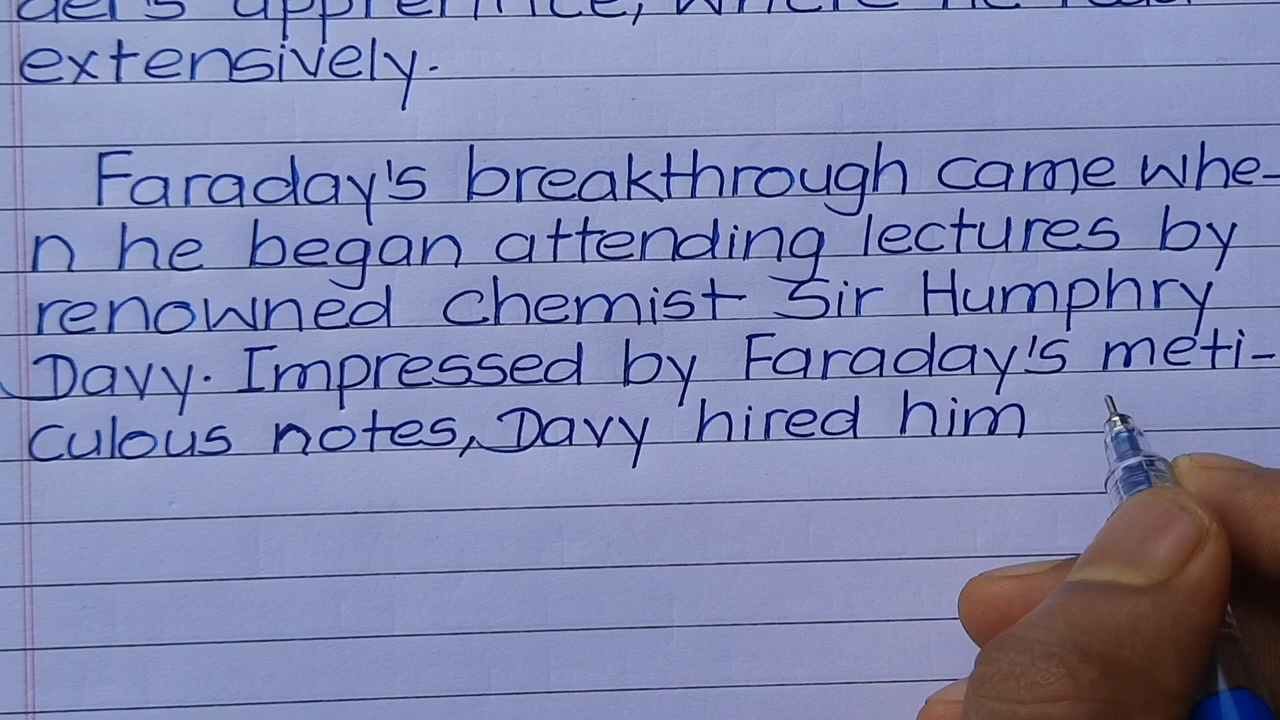 extensively.
Faraday's breakthrough came whe-
n he began attending lectures by
renowned chemist Sir Humphry
Davy. Impressed by Faraday's meti-
culous notes, Davy hired him